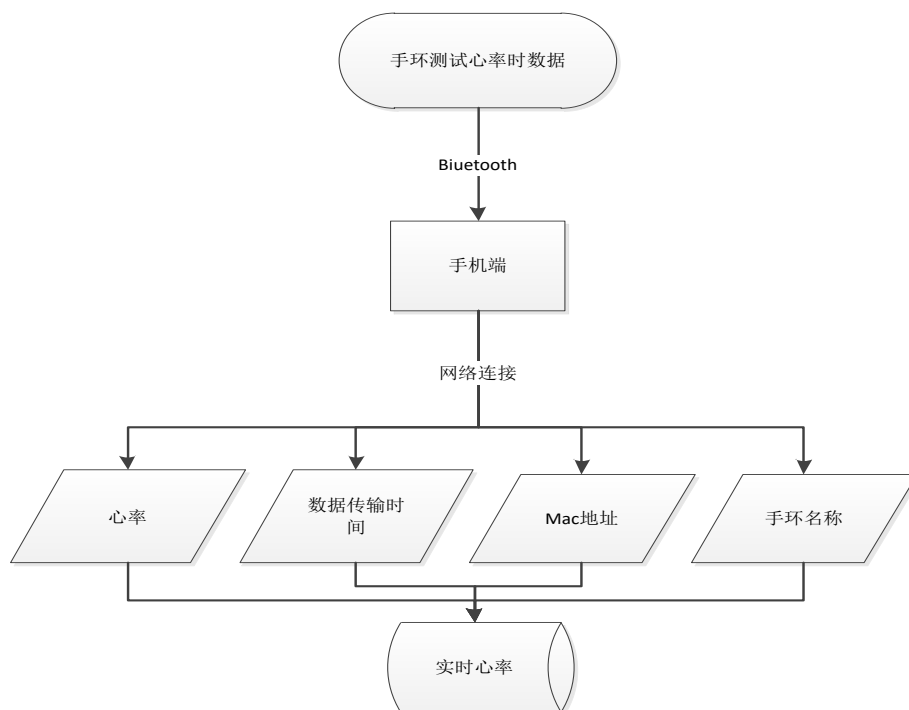 手环测试心率时数据
Biuetooth
手机端
网络连接
心率
数据传输时
间
Mac地址
手环名称
实时心率